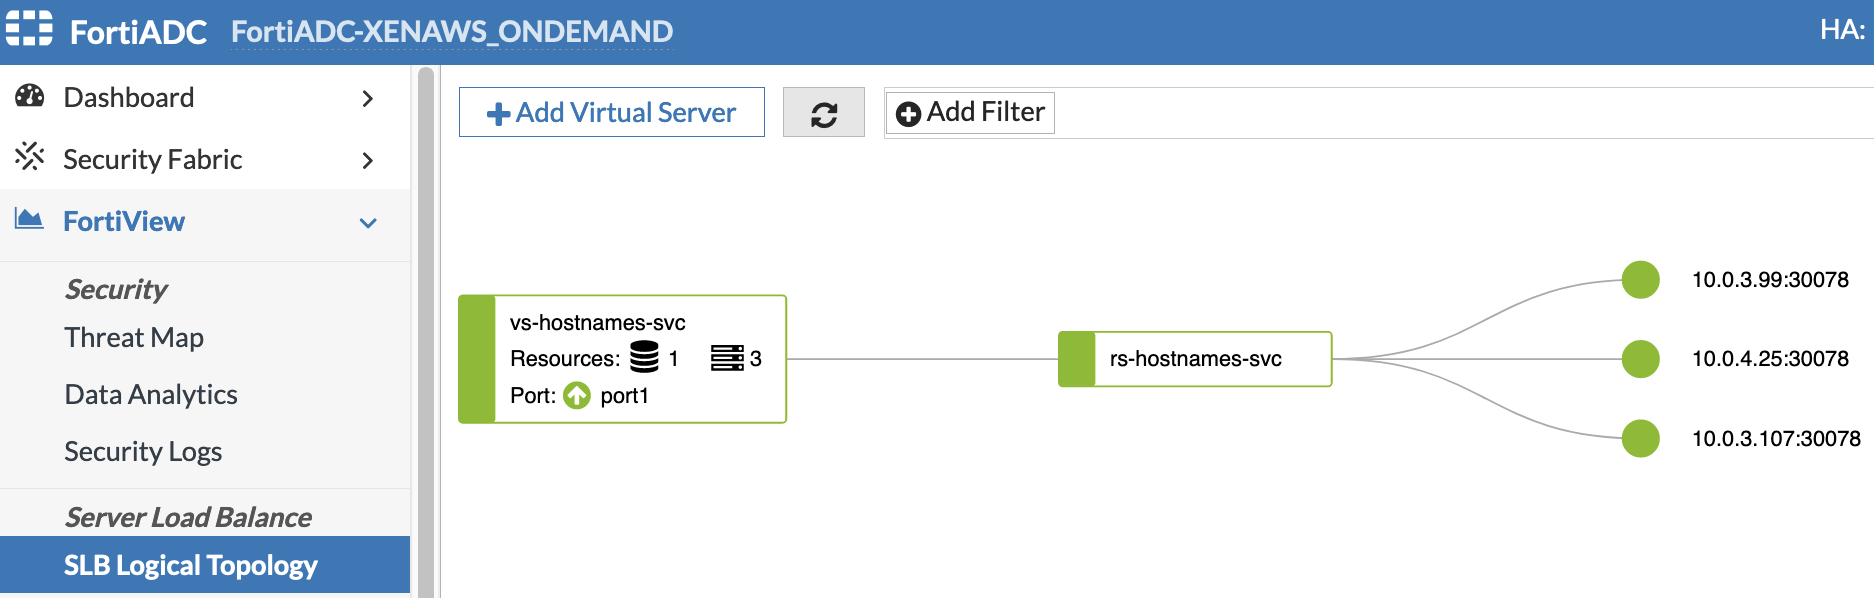 FortiADC FortiADC-XENAWS_ONDEMAND HA:
Dashboard
Security Fabric
FortiView
Security
Threat Map
Data Analytics
Security Logs
Server Load Balance
SLB Logical Topology
Add Virtual Server
Add Filter
vs-hostnames-svc
Resources: 1 3
Port: port1
rs-hostnames-svc
10.0.3.99:30078
10.0.4.25:30078
10.0.3.107:30078